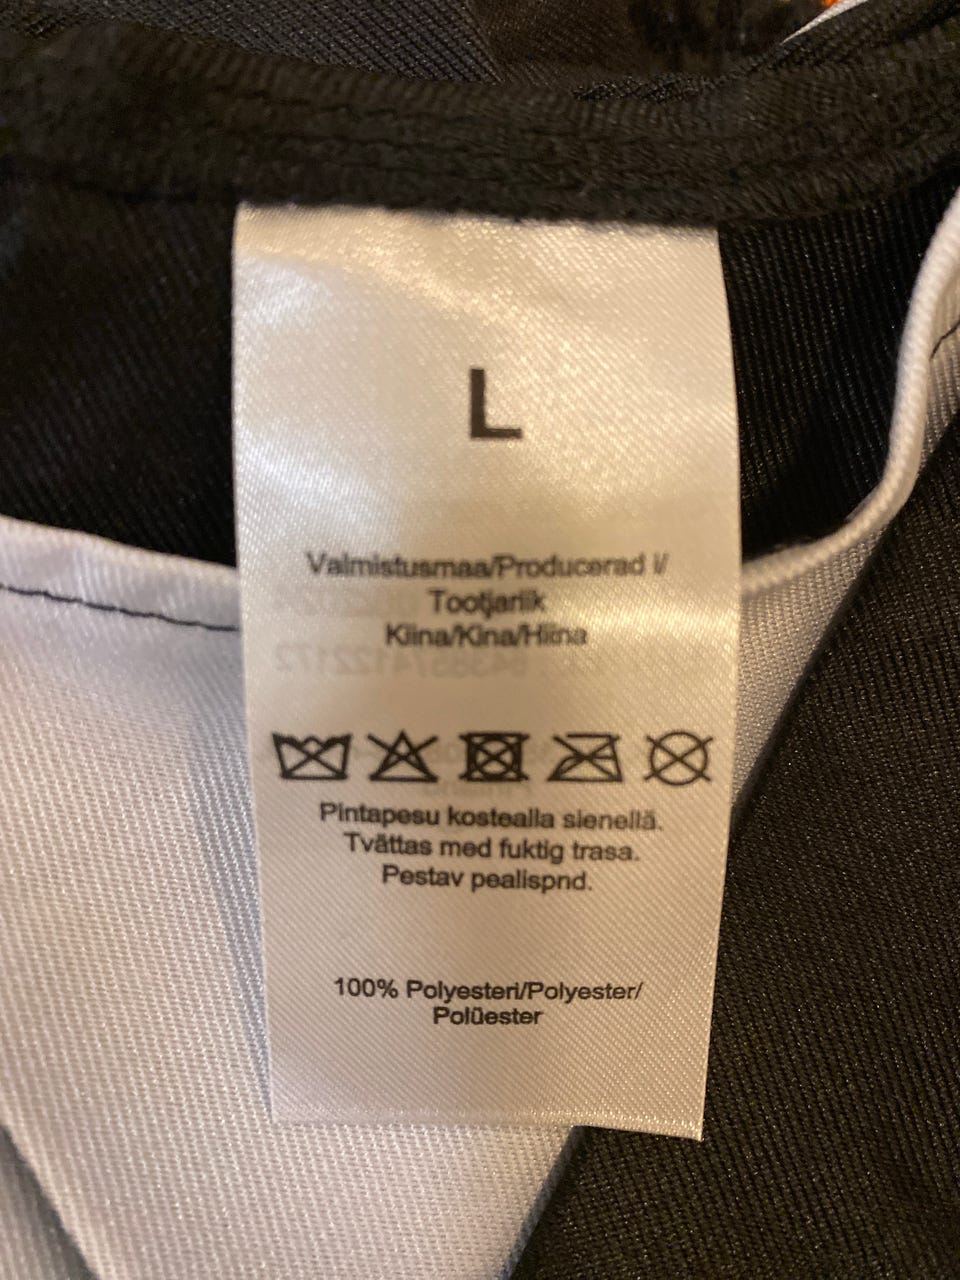 L
Valmistusmaa/Producerad i/
Tootjariik
Kiina/Kina/Hiina
Pintapesu kostealla sienellä.
Tvättas med fuktig trasa.
Pestav pealispnd.
100% Polyesteri/Polyester/
Polüester